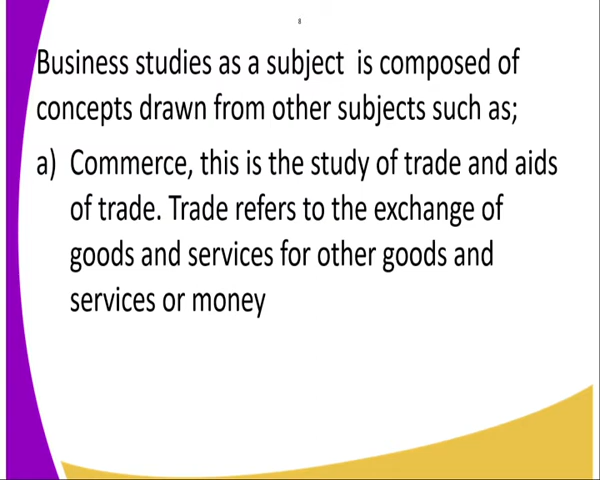 8
Business studies as a subject  is composed of
concepts drawn from other subjects such as;
a) Commerce, this is the study of trade and aids
of trade. Trade refers to the exchange of
goods and services for other goods and
services or money